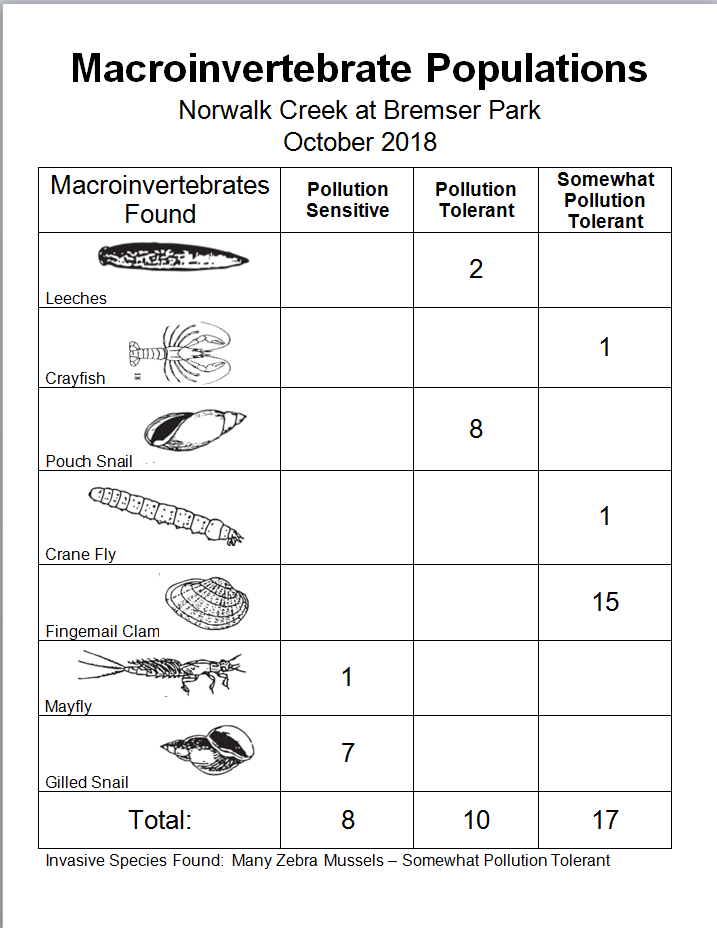 Macroinvertebrate Populations
Norwalk Creek at Bremser Park
October 2018
Macroinvertebrates
Found
Pollution
Sensitive
Pollution
Tolerant
Somewhat
Pollution
Tolerant
Leeches
2
Crayfish
18
1
Pouch Snail
8
Crane Fly
1
Fingernail Clam
15
Mayfly
1
Gilled Snail
7
Total:
8
10
17
Invasive Species Found: Many Zebra Mussels – Somewhat Pollution Tolerant